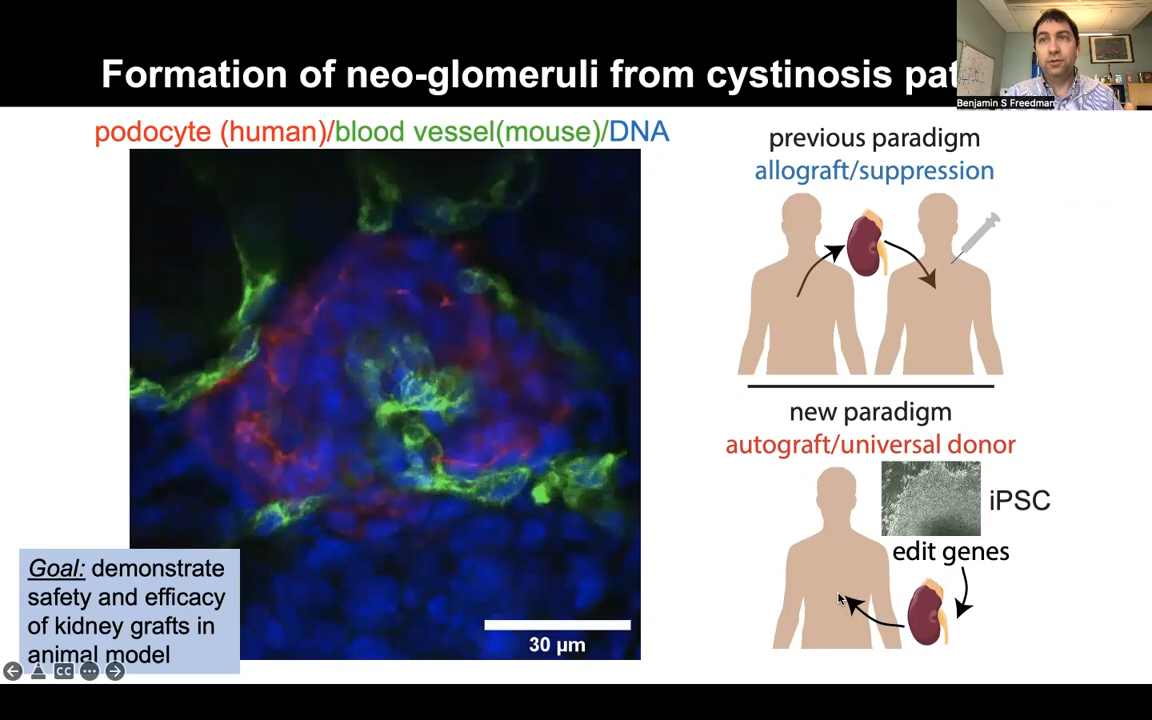 Formation of neo-glomeruli from cystinosis
Benjamin S Freedman
podocyte (human)/blood vessel(mouse)/DNA
previous paradigm
allograft/suppression
new paradigm
autograft/universal donor
iPSC
edit genes
Goal: demonstrate
safety and efficacy
of kidney grafts in
animal model
30 µm
CC